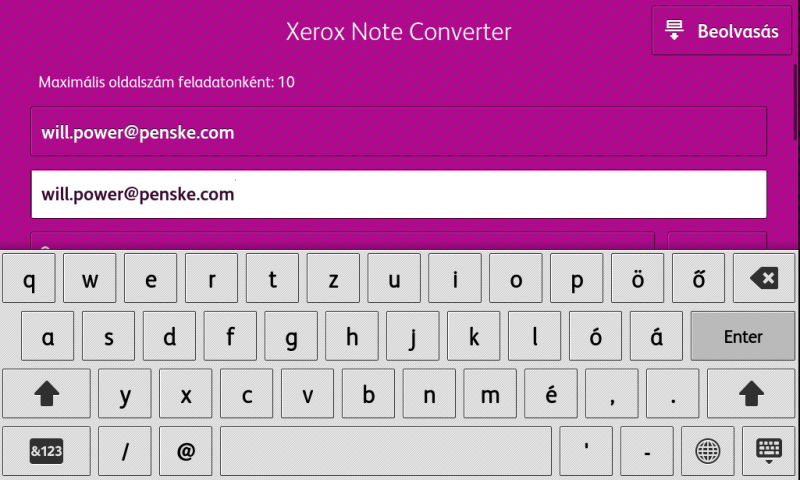 Xerox Note Converter
Beolvasás
Maximális oldalszám feladatonként: 10
will.power@penske.com
will.power@penske.com
q w e r t z u i o p ö ő
a s d f g h j k l ó á Enter
y x c v b n m é , .
&123 / @ ' -